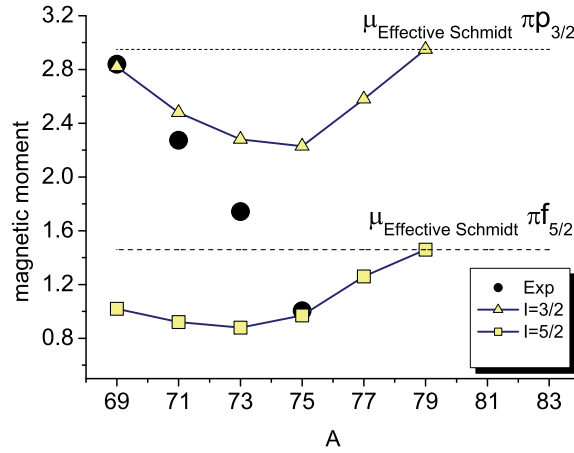 3.2
μEffective Schmidt πp3/2
2.8
2.4
2.0
1.6
μEffective Schmidt πf5/2
1.2
0.8
magnetic moment
Exp
I=3/2
I=5/2
69 71 73 75 77 79 81 83
A